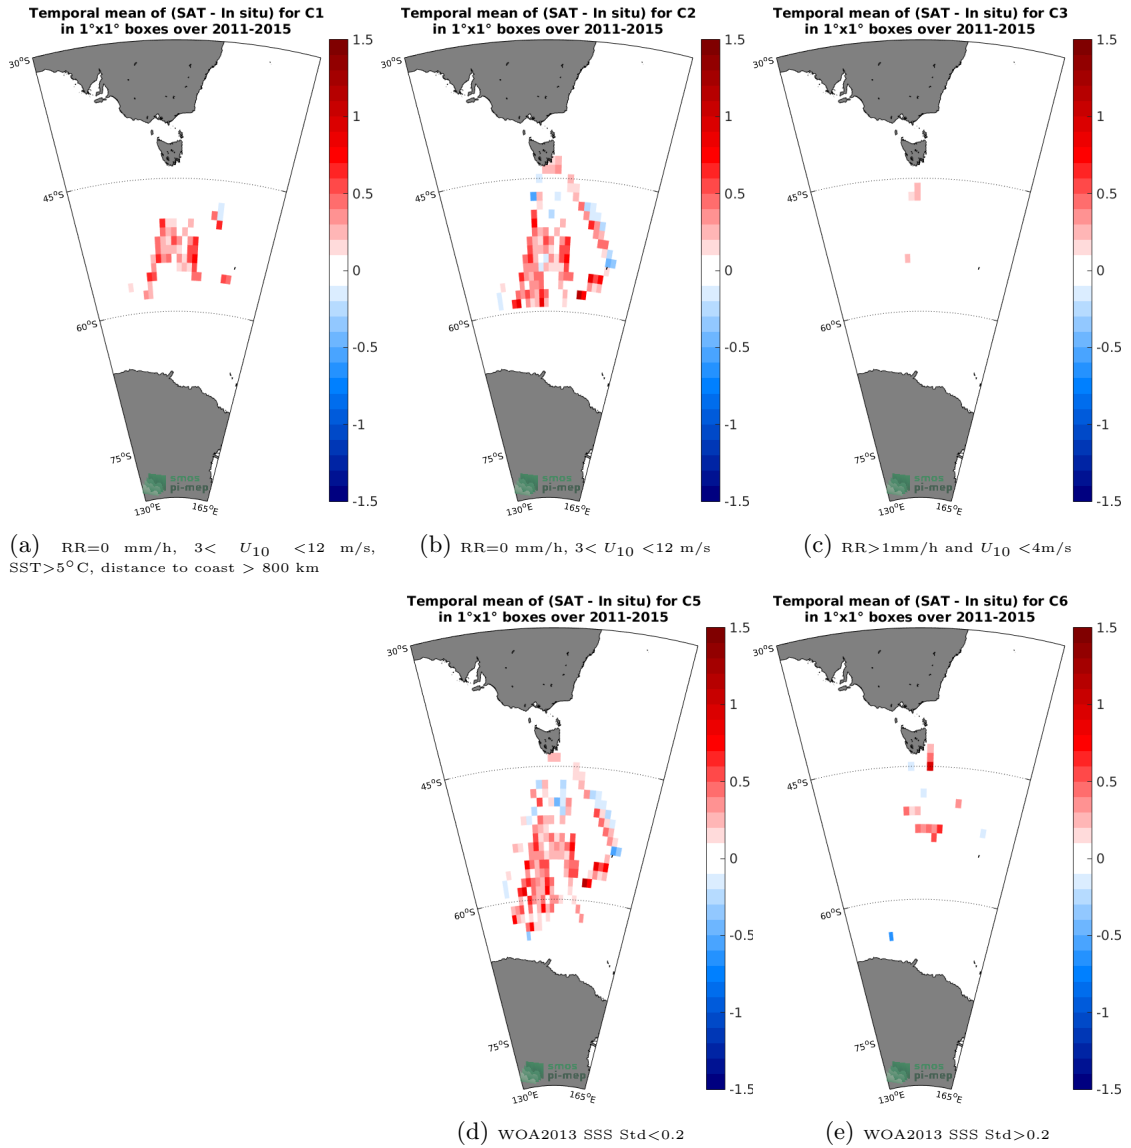 Temporal mean of (SAT - In situ) for C1
in 1°x1° boxes over 2011-2015
30°S
45°S
60°S
75°S
130°E
165°E
smos
pi-mep
1.5
1
0.5
0
-0.5
-1
-1.5
(a) RR=0 mm/h, 3< U10 <12 m/s,
SST>5°C, distance to coast > 800 km
Temporal mean of (SAT - In situ) for C2
in 1°x1° boxes over 2011-2015
30°S
45°S
60°S
75°S
130°E
165°E
smos
pi-mep
1.5
1
0.5
0
-0.5
-1
-1.5
(b) RR=0 mm/h, 3< U10 <12 m/s
Temporal mean of (SAT - In situ) for C3
in 1°x1° boxes over 2011-2015
30°S
45°S
60°S
75°S
130°E
165°E
smos
pi-mep
1.5
1
0.5
0
-0.5
-1
-1.5
(c) RR>1mm/h and U10 <4m/s
Temporal mean of (SAT - In situ) for C5
in 1°x1° boxes over 2011-2015
30°S
45°S
60°S
75°S
130°E
165°E
smos
pi-mep
1.5
1
0.5
0
-0.5
-1
-1.5
(d) WOA2013 SSS Std<0.2
Temporal mean of (SAT - In situ) for C6
in 1°x1° boxes over 2011-2015
30°S
45°S
60°S
75°S
130°E
165°E
smos
pi-mep
1.5
1
0.5
0
-0.5
-1
-1.5
(e) WOA2013 SSS Std>0.2